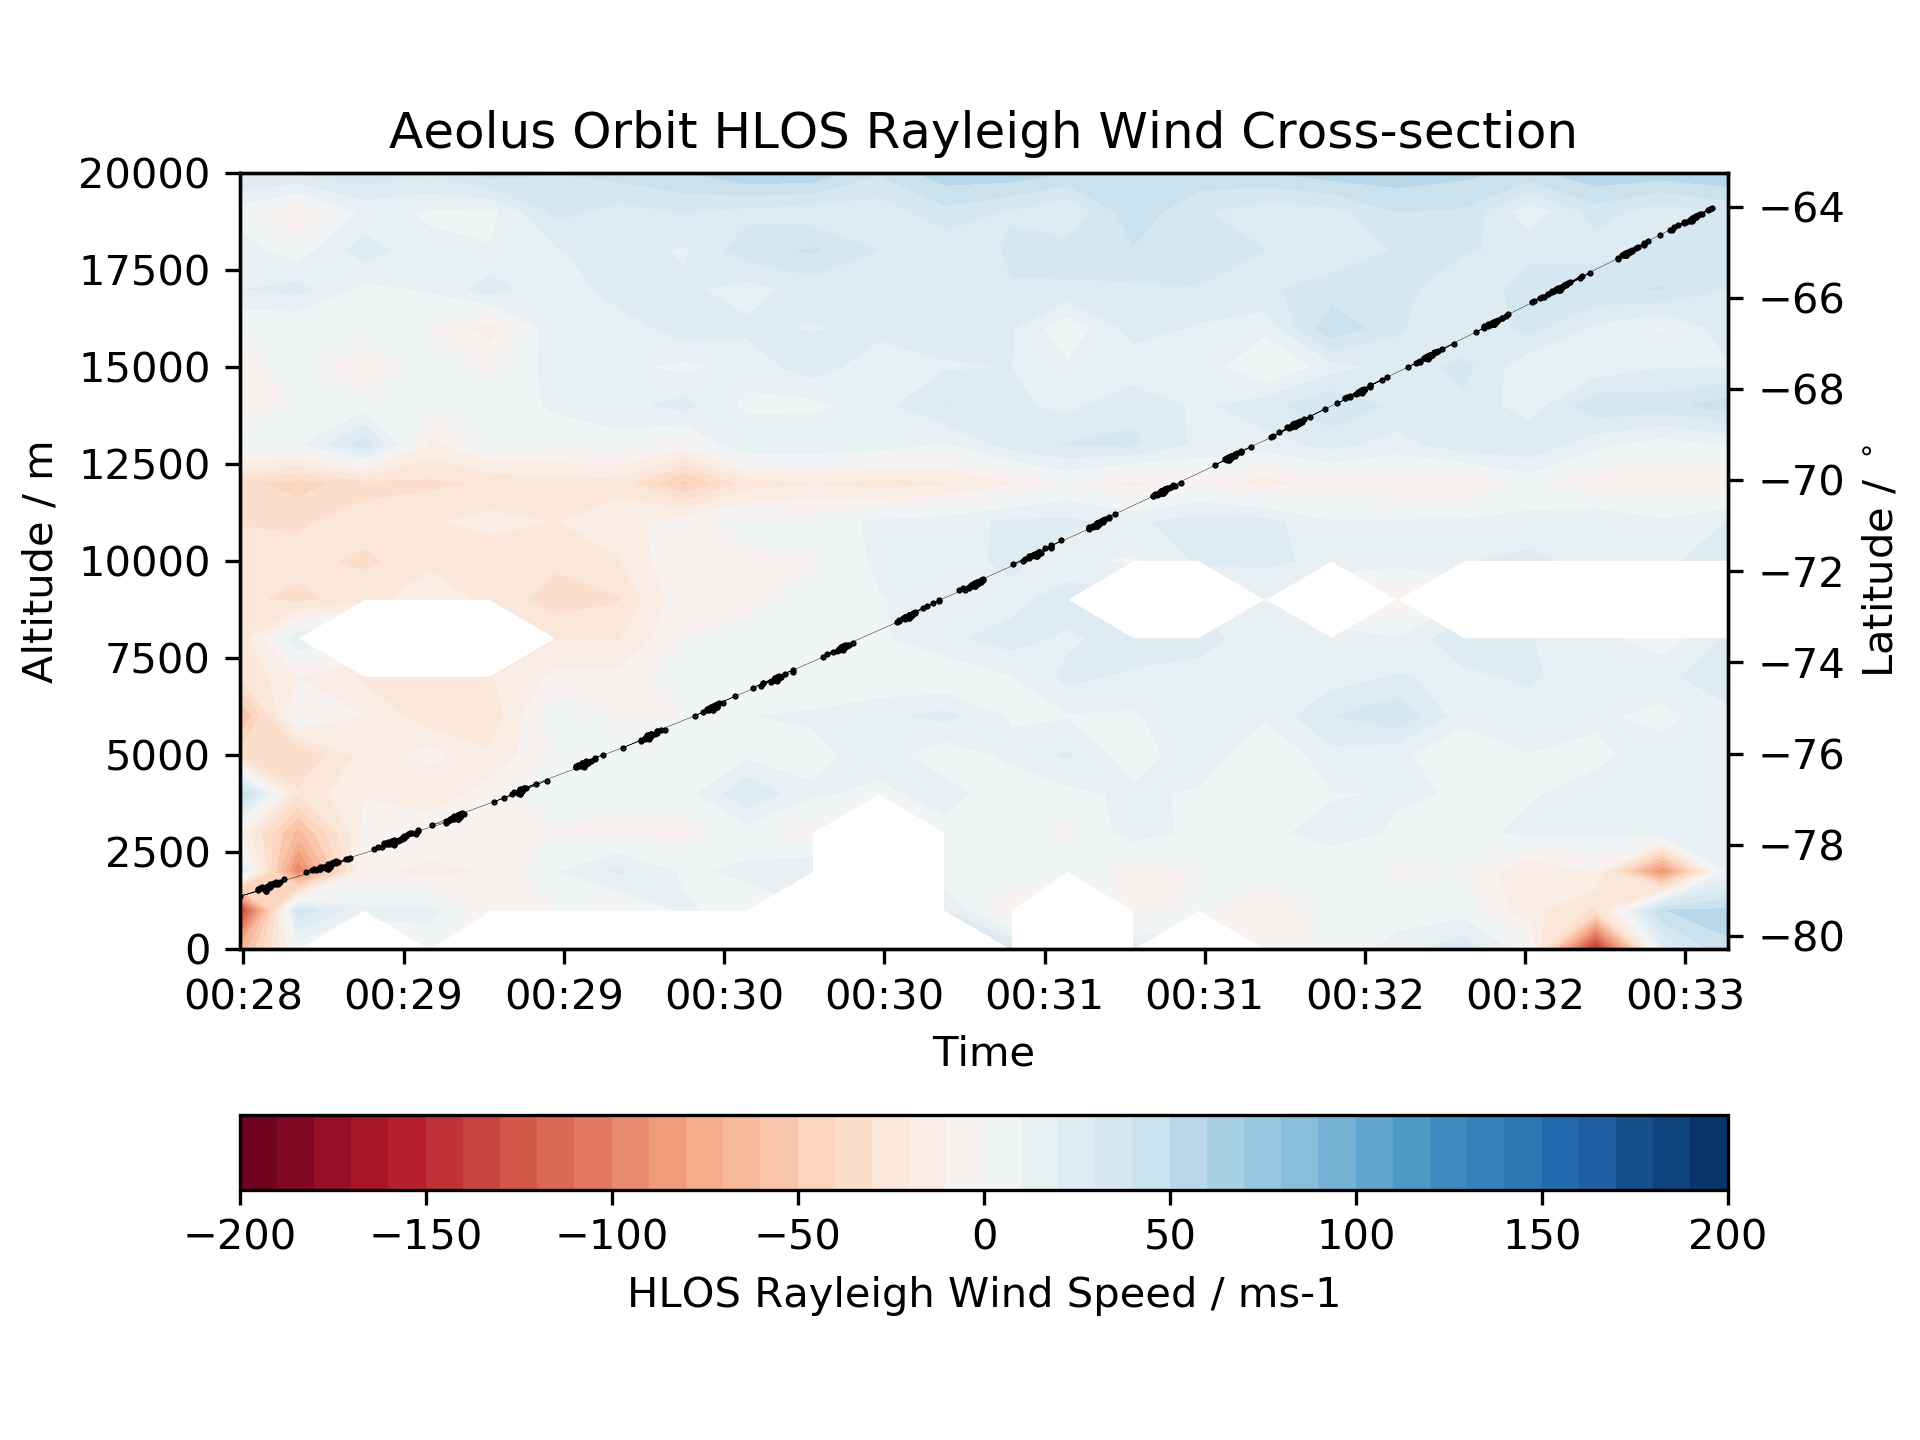 Aeolus Orbit HLOS Rayleigh Wind Cross-section
20000
17500
15000
12500
10000
7500
5000
2500
0
Altitude / m
−64
−66
−68
−70
−72
−74
−76
−78
−80
Latitude / °
00:28 00:29 00:29 00:30 00:30 00:31 00:31 00:32 00:32 00:33
Time
−200 −150 −100 −50 0 50 100 150 200
HLOS Rayleigh Wind Speed / ms-1